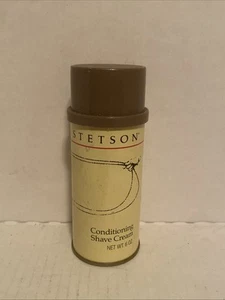 STETSON
Conditioning
Shave Cream
NET WT 6 OZ